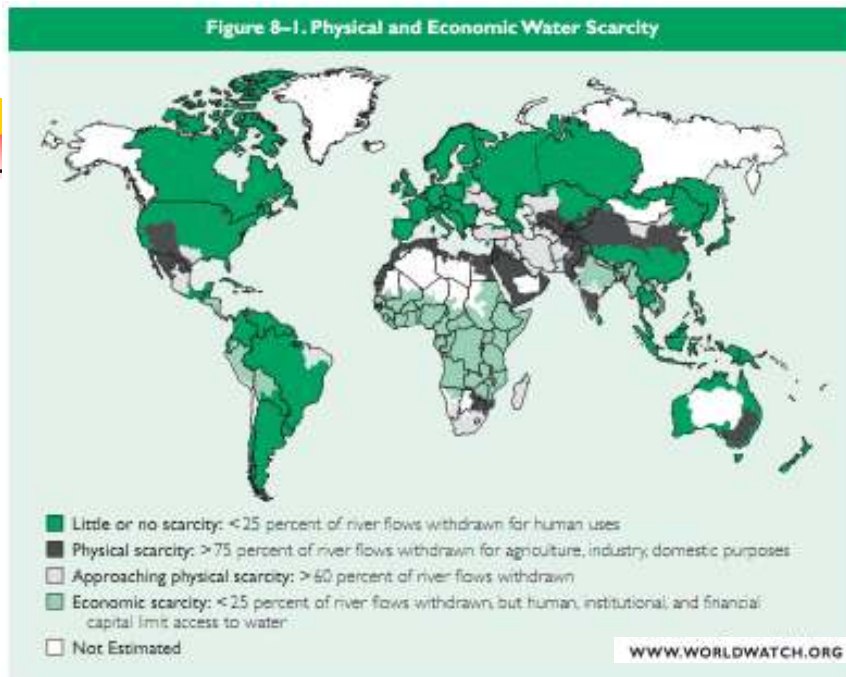 Figure 8–1. Physical and Economic Water Scarcity
Little or no scarcity: <25 percent of river flows withdrawn for human uses
Physical scarcity: >75 percent of river flows withdrawn for agriculture, industry, domestic purposes
Approaching physical scarcity: >60 percent of river flows withdrawn
Economic scarcity: <25 percent of river flows withdrawn, but human, institutional, and financial
capital limit access to water
Not Estimated
WWW.WORLDWATCH.ORG